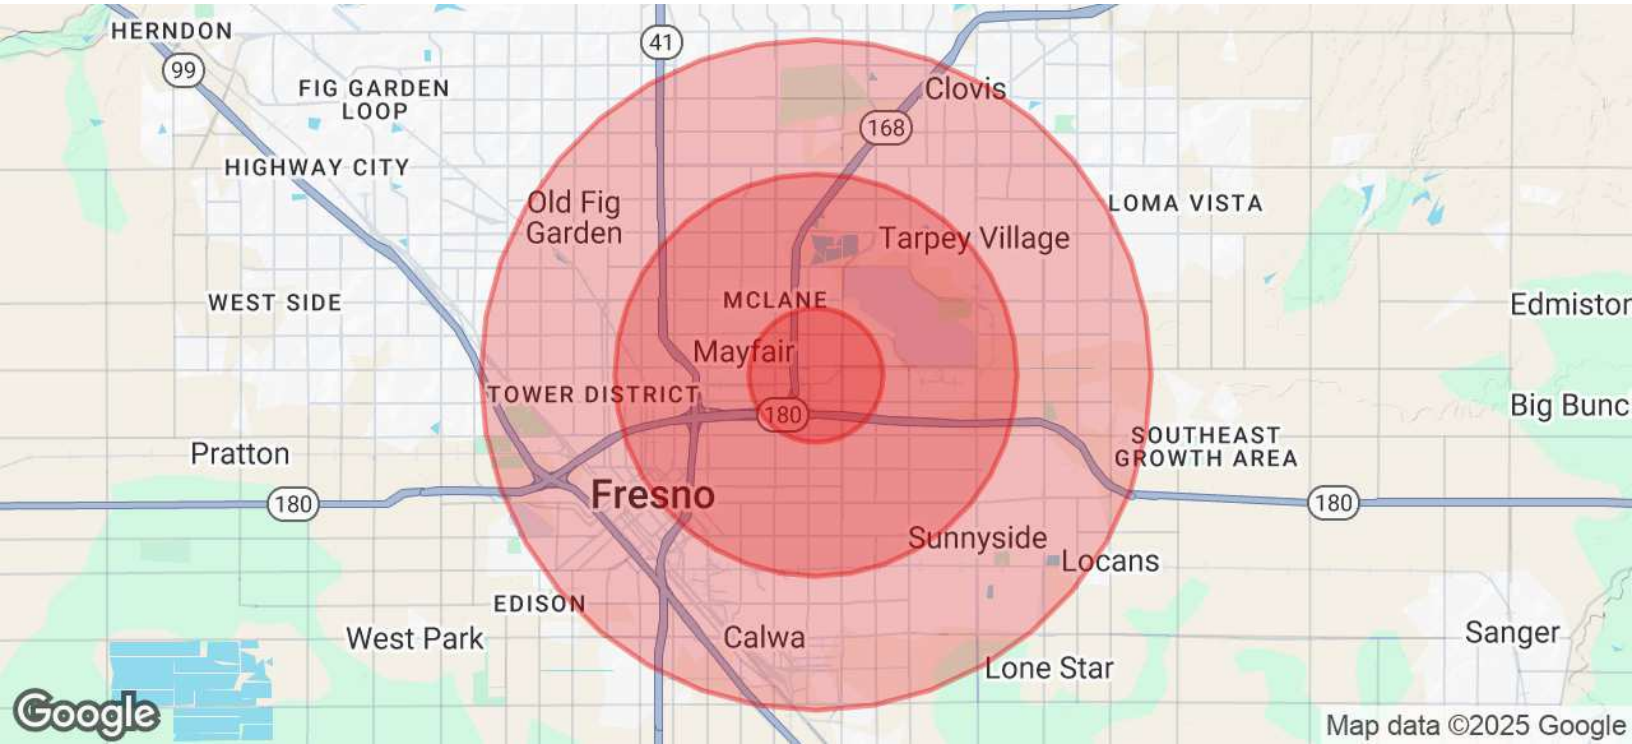 HERNDON
41
99
FIG GARDEN
LOOP
Clovis
168
HIGHWAY CITY
Old Fig
Garden
LOMA VISTA
Tarpey Village
WEST SIDE
MCLANE
Edmiston
Mayfair
TOWER DISTRICT
180
Big Bunc
SOUTHEAST
GROWTH AREA
Pratton
180
Fresno
180
Sunnyside
Locans
EDISON
West Park
Calwa
Sanger
Lone Star
Google
Map data ©2025 Google